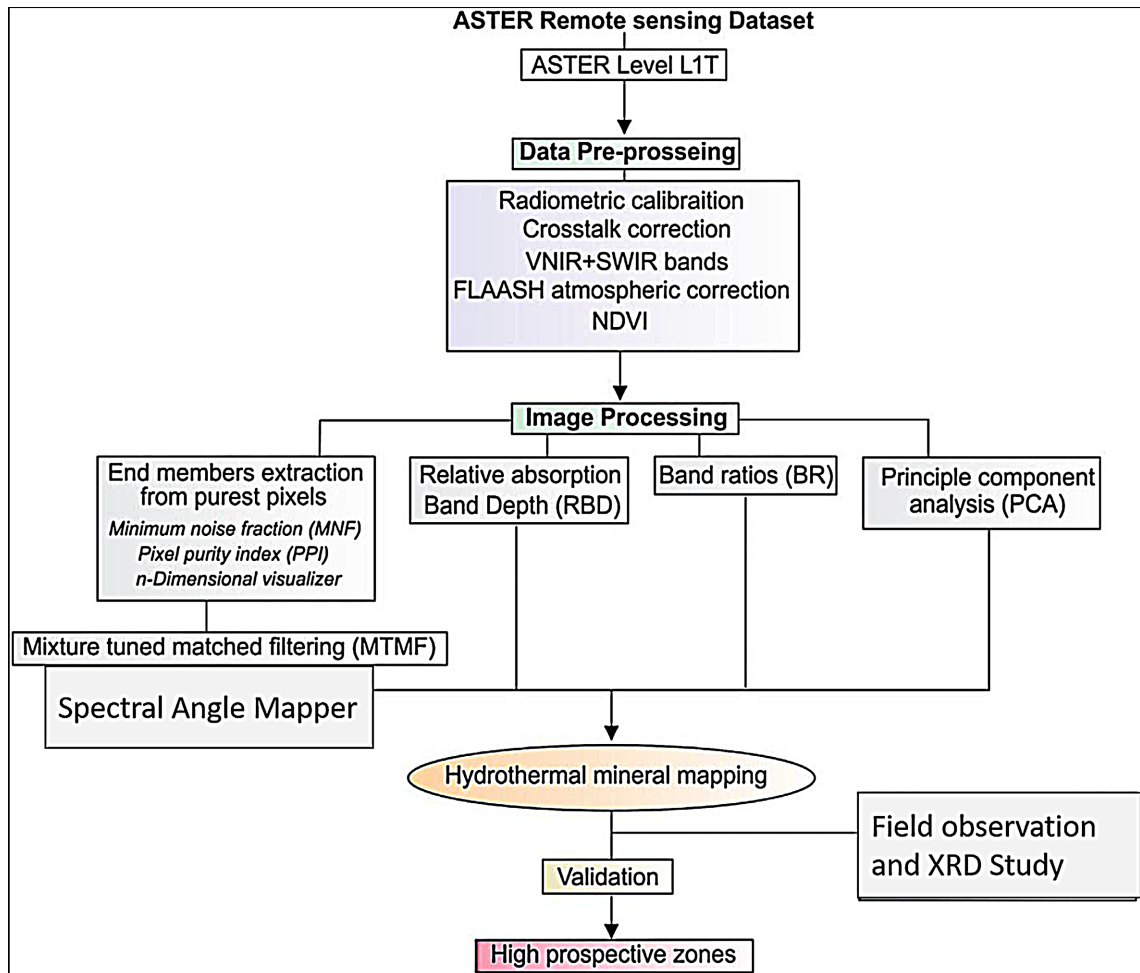 ASTER Remote sensing Dataset
ASTER Level L1T
Data Pre-prosseing
Radiometric calibraition
Crosstalk correction
VNIR+SWIR bands
FLAASH atmospheric correction
NDVI
Image Processing
End members extraction
from purest pixels
Minimum noise fraction (MNF)
Pixel purity index (PPI)
n-Dimensional visualizer
Relative absorption
Band Depth (RBD)
Band ratios (BR)
Principle component
analysis (PCA)
Mixture tuned matched filtering (MTMF)
Spectral Angle Mapper
Hydrothermal mineral mapping
Field observation
and XRD Study
Validation
High prospective zones